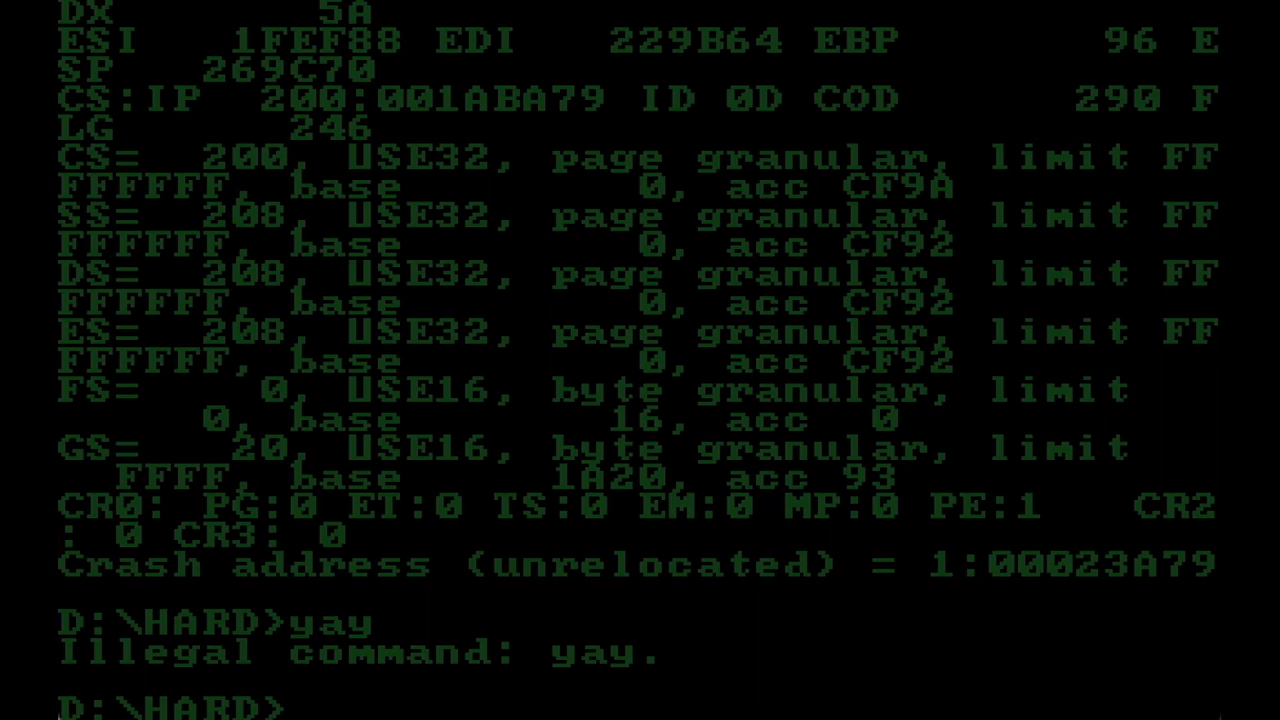 DX       5A
ESI   1FEF88 EDI   229B64 EBP       96 E
SP   269C70
CS:IP  200:001ABA79 ID 0D COD      290 F
LG      246
CS=  200, USE32, page granular, limit FF
FFFFFF, base        0, acc CF9A
SS=  208, USE32, page granular, limit FF
FFFFFF, base        0, acc CF92
DS=  208, USE32, page granular, limit FF
FFFFFF, base        0, acc CF92
ES=  208, USE32, page granular, limit FF
FFFFFF, base        0, acc CF92
FS=    0, USE16, byte granular, limit
     0, base       16, acc  0
GS=   20, USE16, byte granular, limit
  FFFF, base     1A20, acc 93
CR0: PG:0 ET:0 TS:0 EM:0 MP:0 PE:1   CR2
: 0 CR3: 0
Crash address (unrelocated) = 1:00023A79
D:\HARD>yay
Illegal command: yay.
D:\HARD>